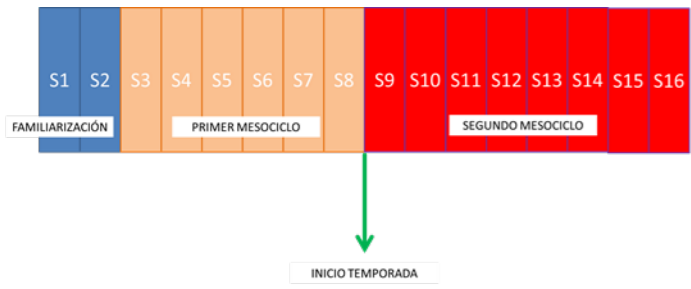 S1 S2 S3 S4 S5 S6 S7 S8 S9 S10 S11 S12 S13 S14 S15 S16
FAMILIARIZACIÓN PRIMER MESOCICLO SEGUNDO MESOCICLO
INICIO TEMPORADA